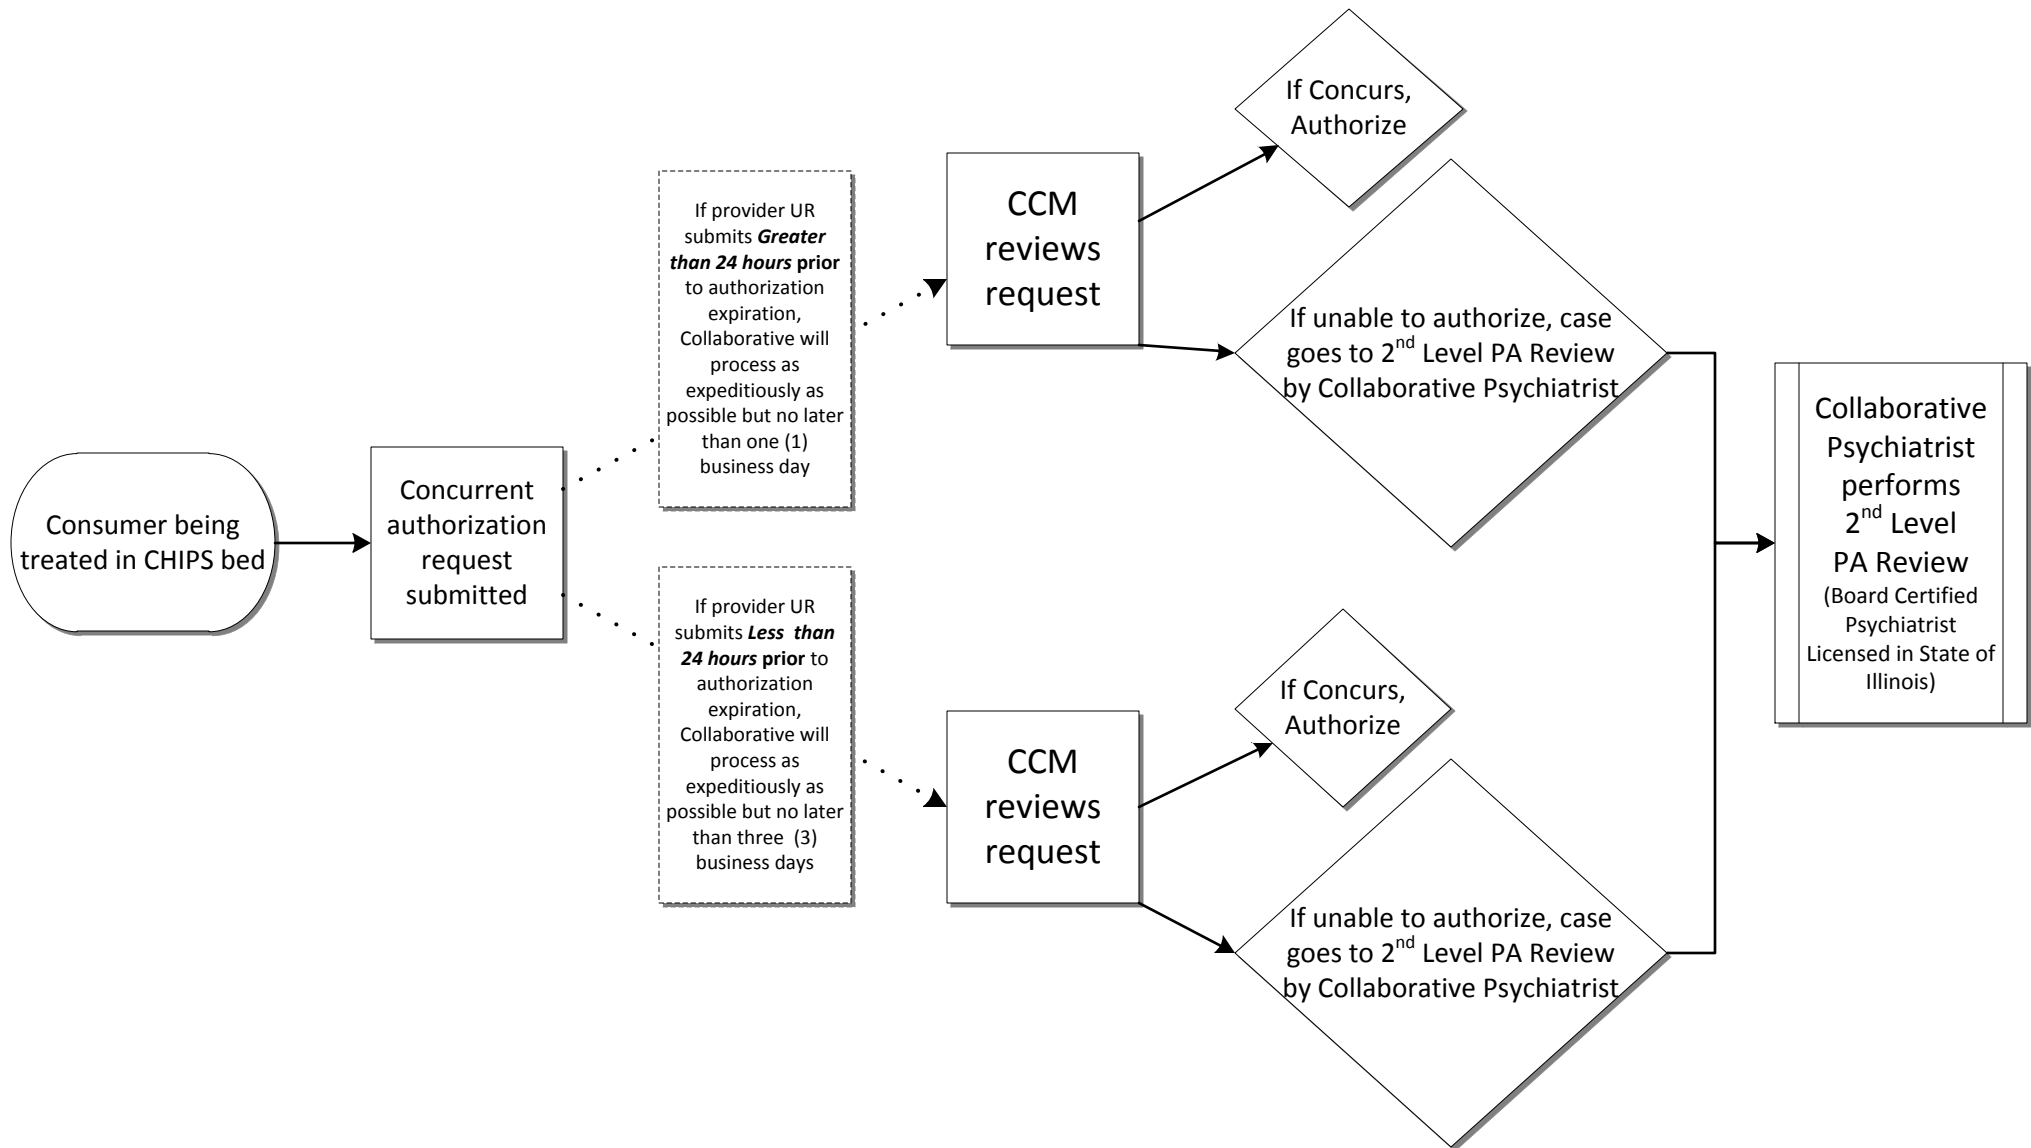 Consumer being
treated in CHIPS bed
Concurrent
authorization
request
submitted
If provider UR
submits Greater
than 24 hours prior
to authorization
expiration,
Collaborative will
process as
expeditiously as
possible but no later
than one (1)
business day
CCM
reviews
request
If Concurs,
Authorize
If unable to authorize, case
goes to 2nd Level PA Review
by Collaborative Psychiatrist
If provider UR
submits Less  than
24 hours prior to
authorization
expiration,
Collaborative will
process as
expeditiously as
possible but no later
than three  (3)
business days
CCM
reviews
request
If Concurs,
Authorize
If unable to authorize, case
goes to 2nd Level PA Review
by Collaborative Psychiatrist
Collaborative
Psychiatrist
performs
2nd Level
PA Review
(Board Certified
Psychiatrist
Licensed in State of
Illinois)